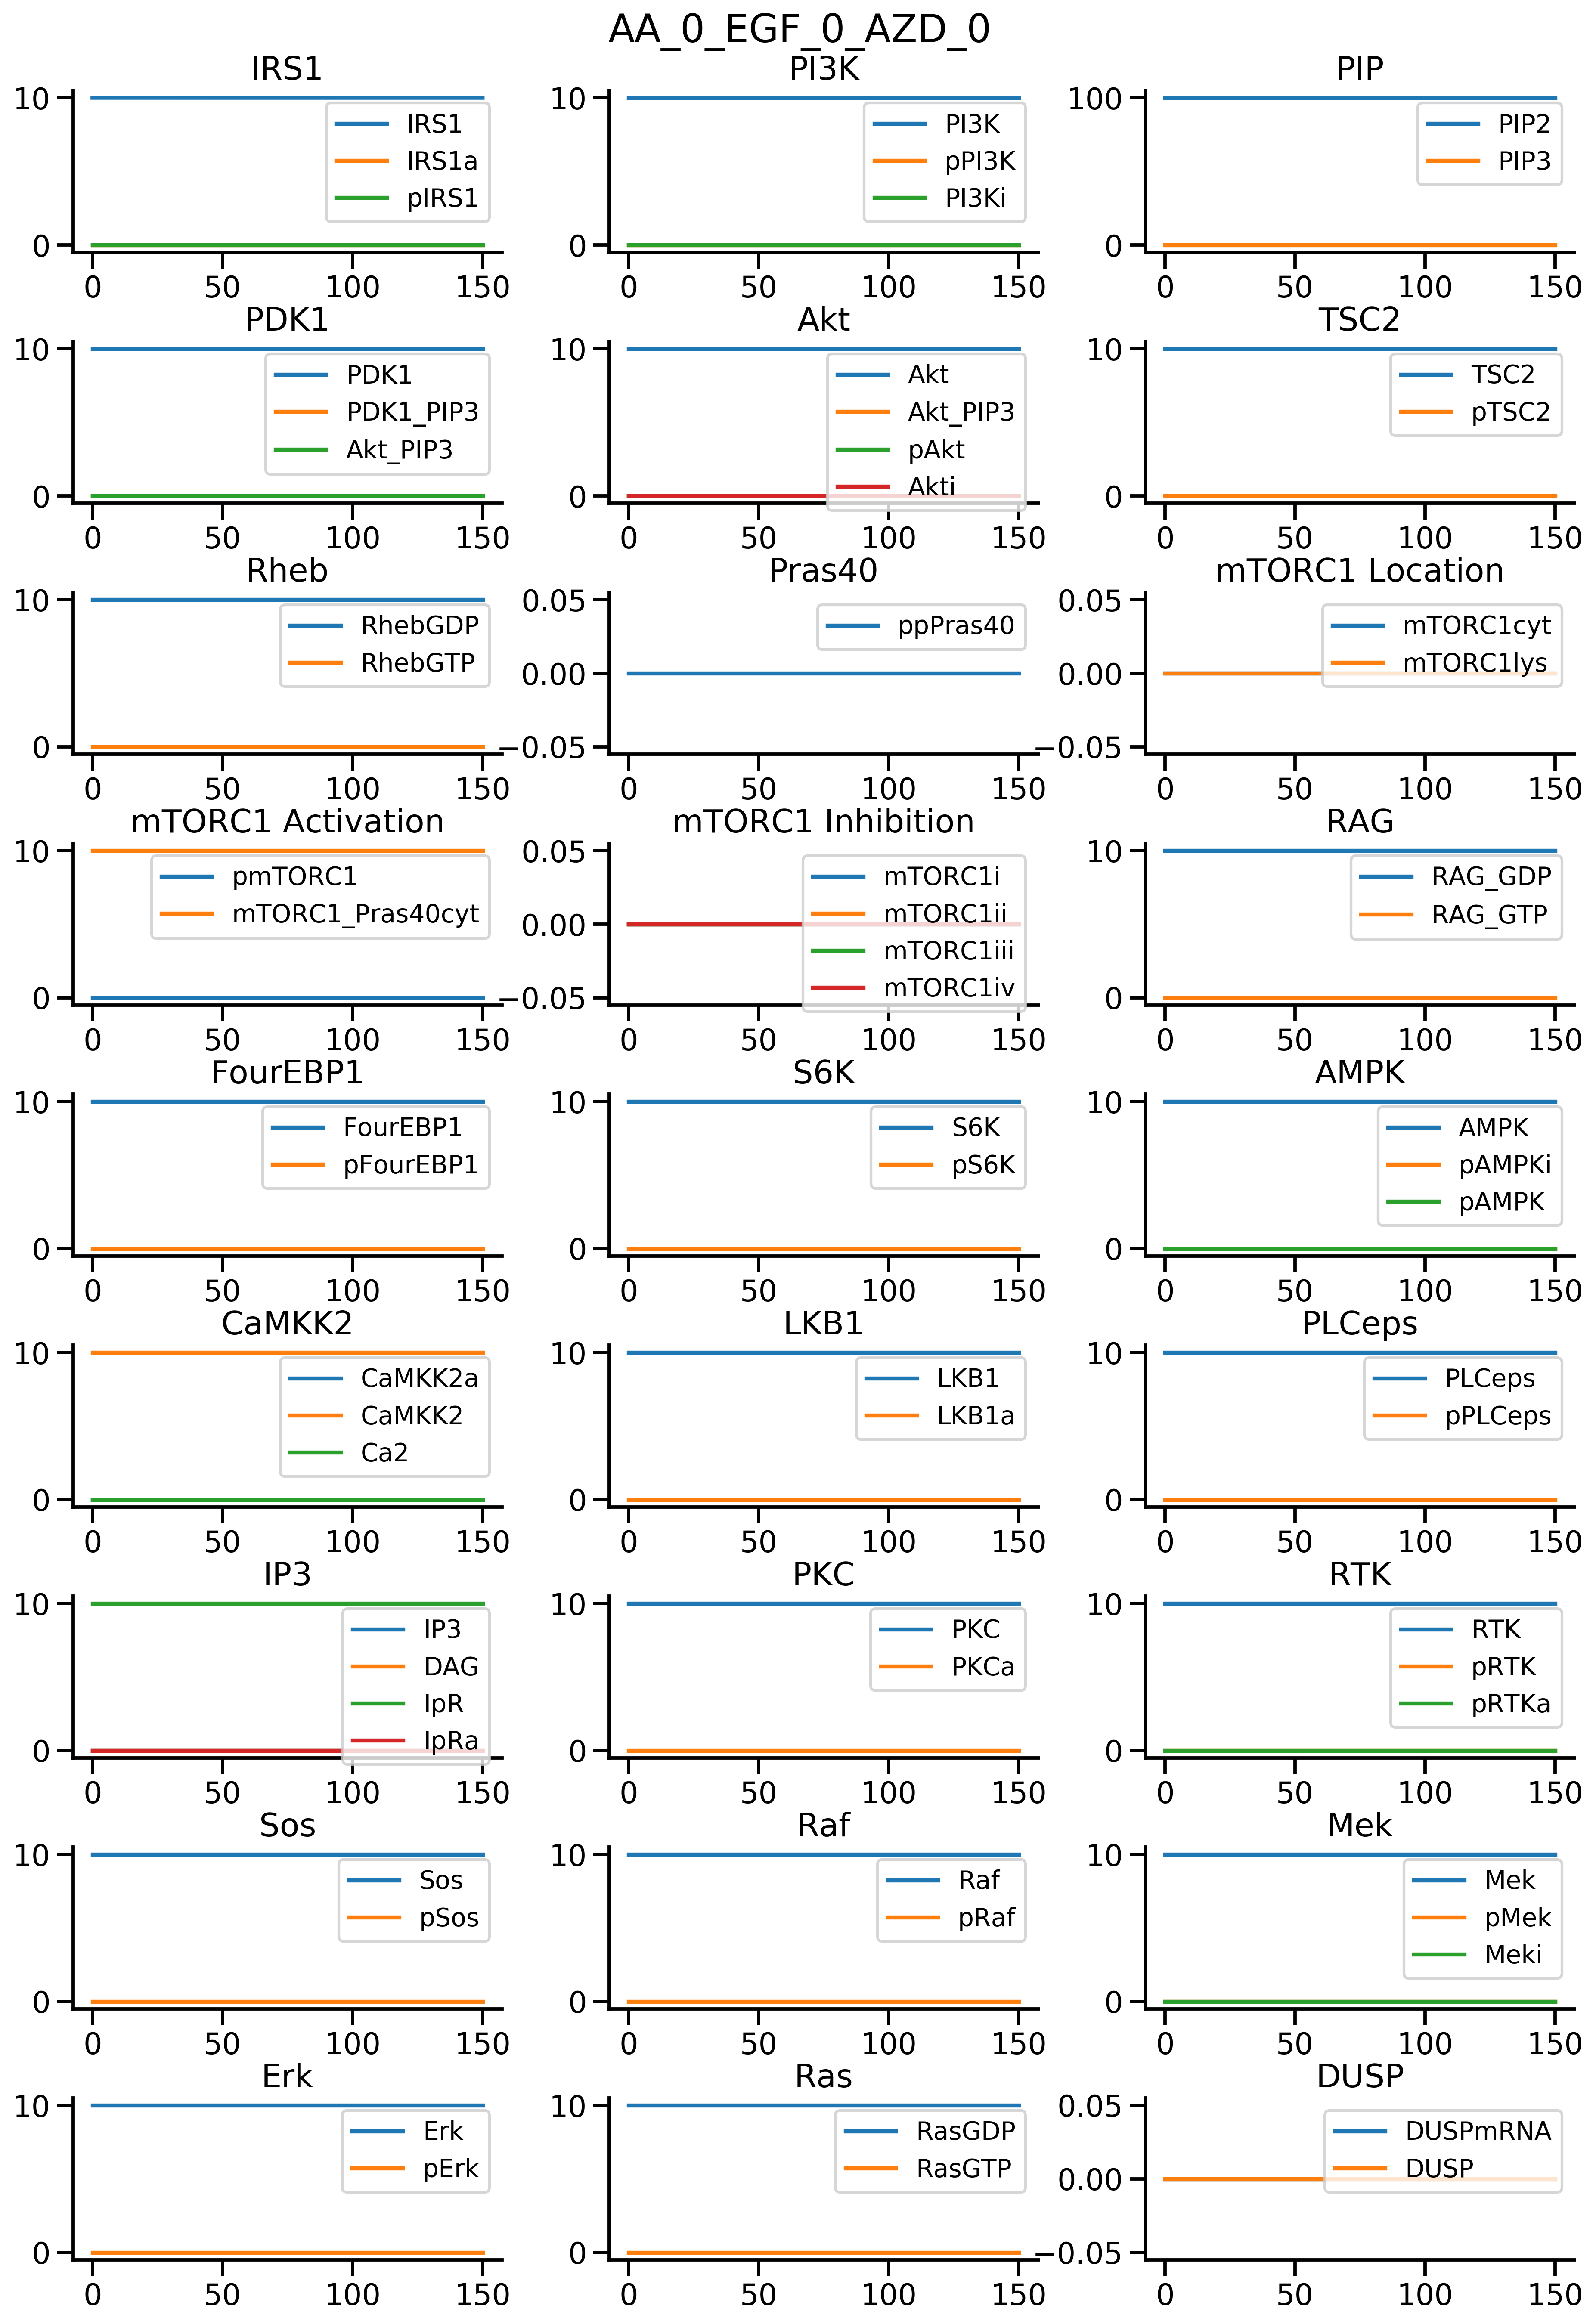 AA_0_EGF_0_AZD_0
IRS1
10
0
0 50 100 150
IRS1
IRS1a
pIRS1
PI3K
10
0
0 50 100 150
PI3K
pPI3K
PI3Ki
PIP
100
0
0 50 100 150
PIP2
PIP3
PDK1
10
0
0 50 100 150
PDK1
PDK1_PIP3
Akt_PIP3
Akt
10
0
0 50 100 150
Akt
Akt_PIP3
pAkt
Akti
TSC2
10
0
0 50 100 150
TSC2
pTSC2
Rheb
10
0
0 50 100 150
RhebGDP
RhebGTP
Pras40
0.05
0.00
−0.05
0 50 100 150
ppPras40
mTORC1 Location
0.05
0.00
−0.05
0 50 100 150
mTORC1cyt
mTORC1lys
mTORC1 Activation
10
0
0 50 100 150
pmTORC1
mTORC1_Pras40cyt
mTORC1 Inhibition
0.05
0.00
−0.05
0 50 100 150
mTORC1i
mTORC1ii
mTORC1iii
mTORC1iv
RAG
10
0
0 50 100 150
RAG_GDP
RAG_GTP
FourEBP1
10
0
0 50 100 150
FourEBP1
pFourEBP1
S6K
10
0
0 50 100 150
S6K
pS6K
AMPK
10
0
0 50 100 150
AMPK
pAMPKi
pAMPK
CaMKK2
10
0
0 50 100 150
CaMKK2a
CaMKK2
Ca2
LKB1
10
0
0 50 100 150
LKB1
LKB1a
PLCeps
10
0
0 50 100 150
PLCeps
pPLCeps
IP3
10
0
0 50 100 150
IP3
DAG
IpR
IpRa
PKC
10
0
0 50 100 150
PKC
PKCa
RTK
10
0
0 50 100 150
RTK
pRTK
pRTKa
Sos
10
0
0 50 100 150
Sos
pSos
Raf
10
0
0 50 100 150
Raf
pRaf
Mek
10
0
0 50 100 150
Mek
pMek
Meki
Erk
10
0
0 50 100 150
Erk
pErk
Ras
10
0
0 50 100 150
RasGDP
RasGTP
DUSP
0.05
0.00
−0.05
0 50 100 150
DUSPmRNA
DUSP